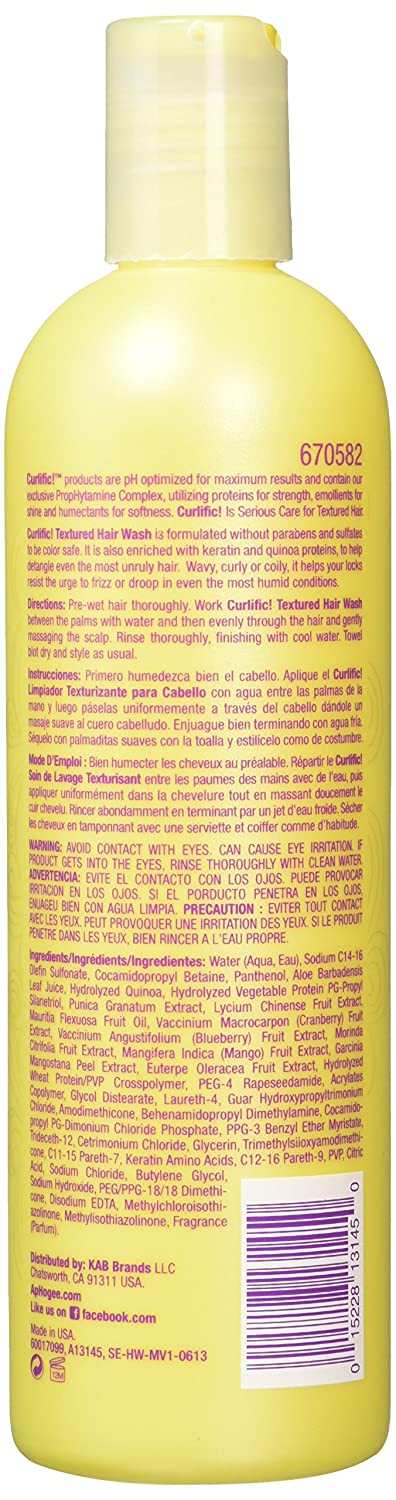 670582
Curlific!™ products are pH optimized for maximum results and contain our
exclusive PropHytamine Complex, utilizing proteins for strength, emollients for
shine and humectants for softness. Curlific! Is Serious Care for Textured Hair.
Curlific! Textured Hair Wash is formulated without parabens and sulfates
to be color safe. It is also enriched with keratin and quinoa proteins, to help
detangle even the most unruly hair. Wavy, curly or coily, it helps your locks
resist the urge to frizz or droop in even the most humid conditions.
Directions: Pre-wet hair thoroughly. Work Curlific! Textured Hair Wash
between the palms with water and then evenly through the hair and gently
massaging the scalp. Rinse thoroughly, finishing with cool water. Towel
blot dry and style as usual.
Instrucciones: Primero humedezca bien el cabello. Aplique el Curlific!
Limpiador Texturizante para Cabello con agua entre las palmas de la
mano y luego páselas uniformemente a través del cabello dándole un
masaje suave al cuero cabelludo. Enjuague bien terminando con agua fría.
Séquelo con palmaditas suaves con la toalla y estilícelo como de costumbre.
Mode D'Emploi : Bien humecter les cheveux au préalable. Répartir le Curlific!
Soin de Lavage Texturisant entre les paumes des mains avec de l'eau, puis
appliquer uniformément dans la chevelure tout en massant doucement le
cuir chevelu. Rincer abondamment en terminant par un jet d'eau froide. Sécher
les cheveux en tamponnant avec une serviette et coiffer comme d'habitude.
WARNING: AVOID CONTACT WITH EYES. CAN CAUSE EYE IRRITATION. IF
PRODUCT GETS INTO THE EYES, RINSE THOROUGHLY WITH CLEAN WATER.
ADVERTENCIA: EVITE EL CONTACTO CON LOS OJOS. PUEDE PROVOCAR
IRRITACIÓN EN LOS OJOS. SI EL PORDUCTO PENETRA EN LOS OJOS,
ENUAGEU BIEN CON AGUA LIMPIA. PRECAUTION : EVITER TOUT CONTACT
AVEC LES YEUX. PEUT PROVOQUER UNE IRRITATION DES YEUX. SI LE PRODUIT
PENETRE DANS LES YEUX, BIEN RINCER A L'EAU PROPRE.
Ingredients/Ingrédients/Ingredientes: Water (Aqua, Eau), Sodium C14-16
Olefin Sulfonate, Cocamidopropyl Betaine, Panthenol, Aloe Barbadensis
Leaf Juice, Hydrolyzed Quinoa, Hydrolyzed Vegetable Protein PG-Propyl
Silanetriol, Punica Granatum Extract, Lycium Chinense Fruit Extract,
Mauritia Flexuosa Fruit Oil, Vaccinium Macrocarpon (Cranberry) Fruit
Extract, Vaccinium Angustifolium (Blueberry) Fruit Extract, Morinda
Citrifolia Fruit Extract, Mangifera Indica (Mango) Fruit Extract, Garcinia
Mangostana Peel Extract, Euterpe Oleracea Fruit Extract, Hydrolyzed
Wheat Protein/PVP Crosspolymer, PEG-4 Rapeseedamide, Acrylates
Copolymer, Glycol Distearate, Laureth-4, Guar Hydroxypropyltrimonium
Chloride, Amodimethicone, Behenamidopropyl Dimethylamine, Cocamido-
propyl PG-Dimonium Chloride Phosphate, PPG-3 Benzyl Ether Myristate,
Trideceth-12, Cetrimonium Chloride, Glycerin, Trimethylsiioxyamodimethi-
cone, C11-15 Pareth-7, Keratin Amino Acids, C12-16 Pareth-9, PVP, Citric
Acid, Sodium Chloride, Butylene Glycol,
Sodium Hydroxide, PEG/PPG-18/18 Dimethi-
cone, Disodium EDTA, Methylchloroisothi-
azolinone, Methylisothiazolinone, Fragrance
(Parfum).
Distributed by: KAB Brands LLC
Chatsworth, CA 91311 USA.
ApHogee.com
Like us on f facebook.com
Made in USA.
60017099, A13145, SE-HW-MV1-0613
12M
0 15228 13145 0